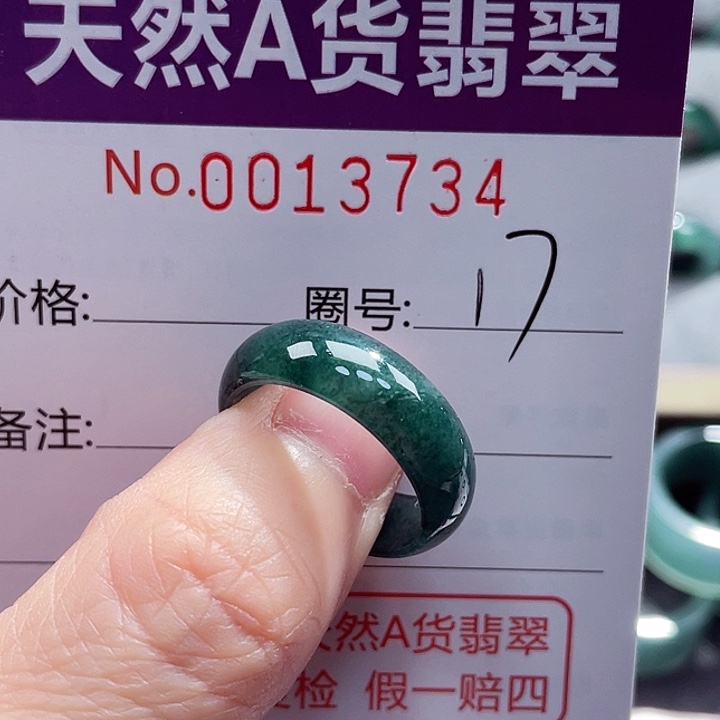 天然A货翡翠
No.0013734
价格: 圈号: 17
备注:
然A货翡翠
检 假一赔四